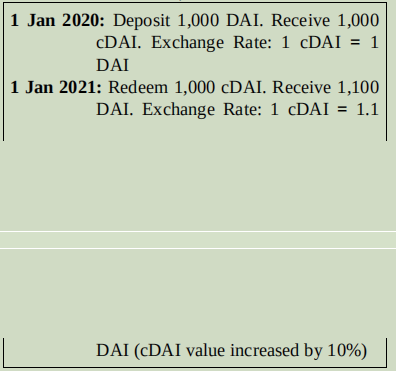 1 Jan 2020: Deposit 1,000 DAI. Receive 1,000
cDAI. Exchange Rate: 1 cDAI = 1
DAI
1 Jan 2021: Redeem 1,000 cDAI. Receive 1,100
DAI. Exchange Rate: 1 cDAI = 1.1
DAI (cDAI value increased by 10%)